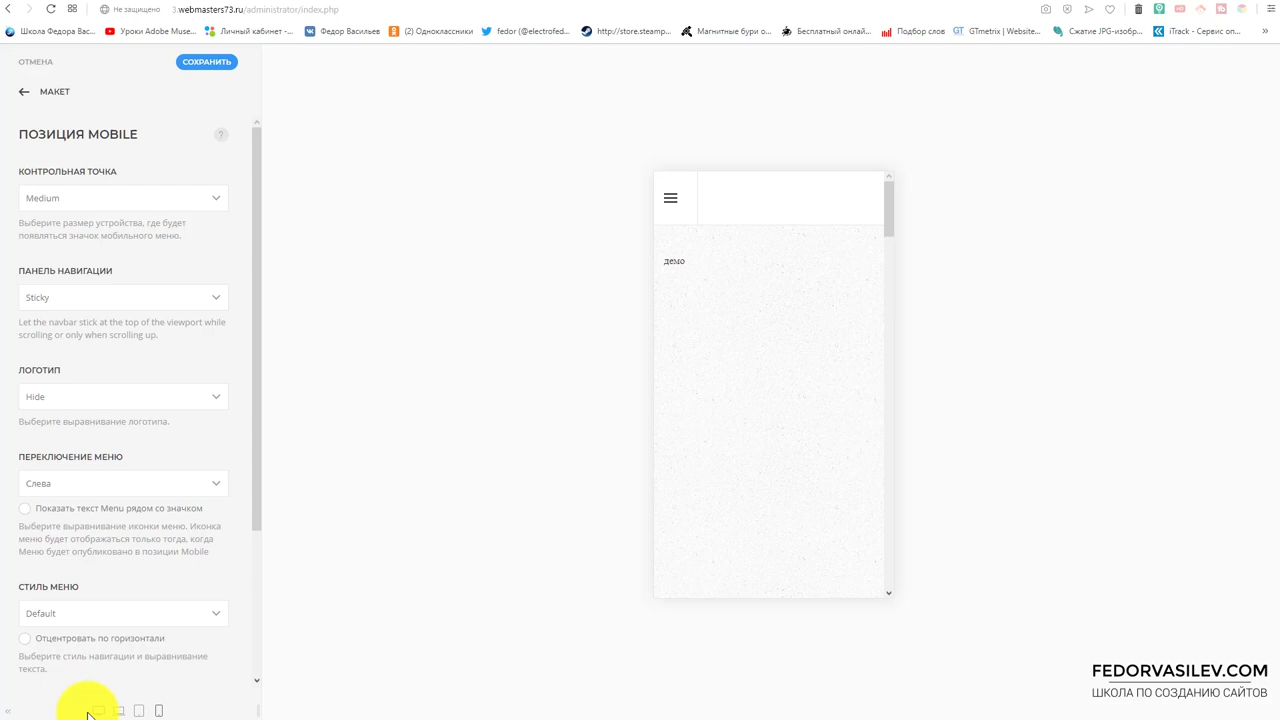 Не защищено 3.webmasters73.ru/administrator/index.php
Школа Федора Вас... Уроки Adobe Muse... Личный кабинет -... Федор Васильев (2) Одноклассники fedor (@electrofed... http://store.steamp... Магнитные бури о... Бесплатный онлай... Подбор слов GTmetrix | Website... Сжатие JPG-изобр... iTrack - Сервис оп... »
ОТМЕНА СОХРАНИТЬ
МАКЕТ
ПОЗИЦИЯ MOBILE ?
КОНТРОЛЬНАЯ ТОЧКА
Medium
Выберите размер устройства, где будет
появляться значок мобильного меню.
ПАНЕЛЬ НАВИГАЦИИ
Sticky
Let the navbar stick at the top of the viewport while
scrolling or only when scrolling up.
ЛОГОТИП
Hide
Выберите выравнивание логотипа.
ПЕРЕКЛЮЧЕНИЕ МЕНЮ
Слева
Показать текст Menu рядом со значком
Выберите выравнивание иконки меню. Иконка
меню будет отображаться только тогда, когда
Меню будет опубликовано в позиции Mobile
СТИЛЬ МЕНЮ
Default
Отцентровать по горизонтали
Выберите стиль навигации и выравнивание
текста.
демо
FEDORVASILEV.COM
ШКОЛА ПО СОЗДАНИЮ САЙТОВ